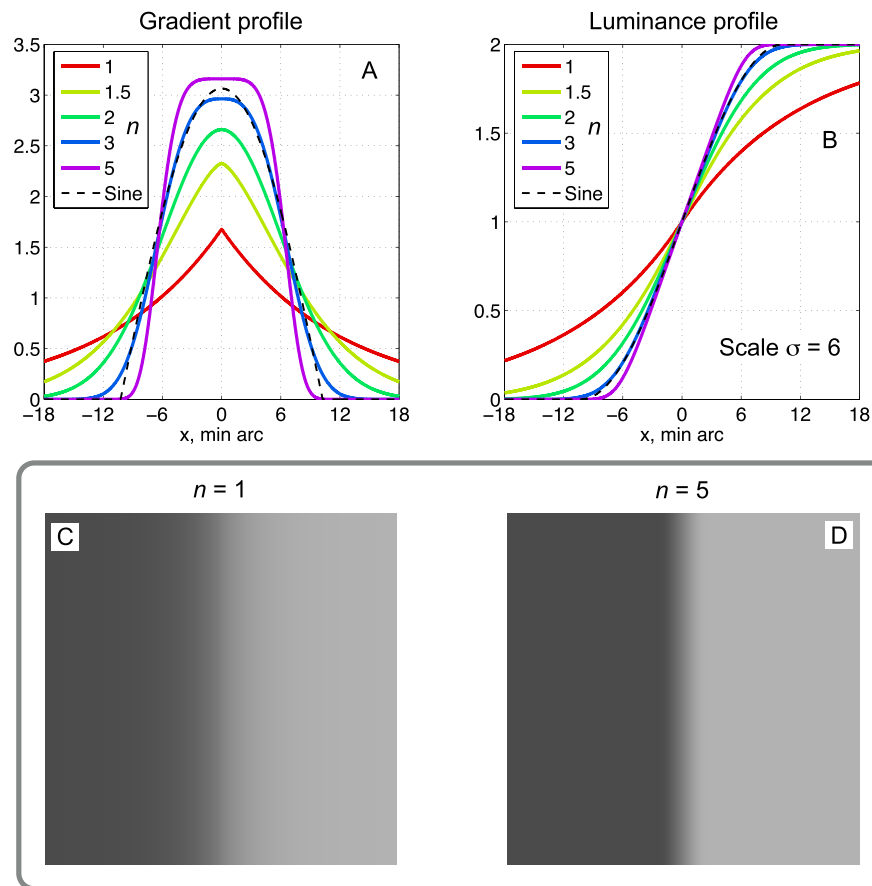 Gradient profile
3.5
3
2.5
2
1.5
1
0.5
0
1
1.5
2
3
5
Sine
n
A
−18 −12 −6 0 6 12 18
x, min arc
Luminance profile
2
1.5
1
0.5
0
1
1.5
2
3
5
Sine
n
B
Scale σ = 6
−18 −12 −6 0 6 12 18
x, min arc
n = 1
C
n = 5
D